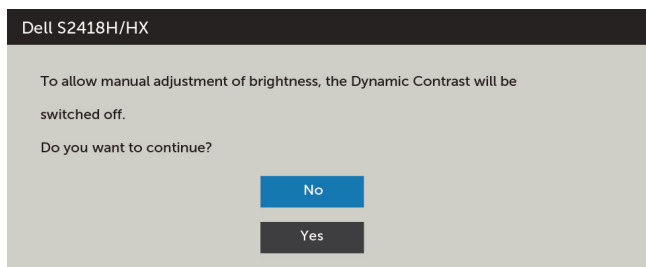 Dell S2418H/HX
To allow manual adjustment of brightness, the Dynamic Contrast will be
switched off.
Do you want to continue?
No
Yes